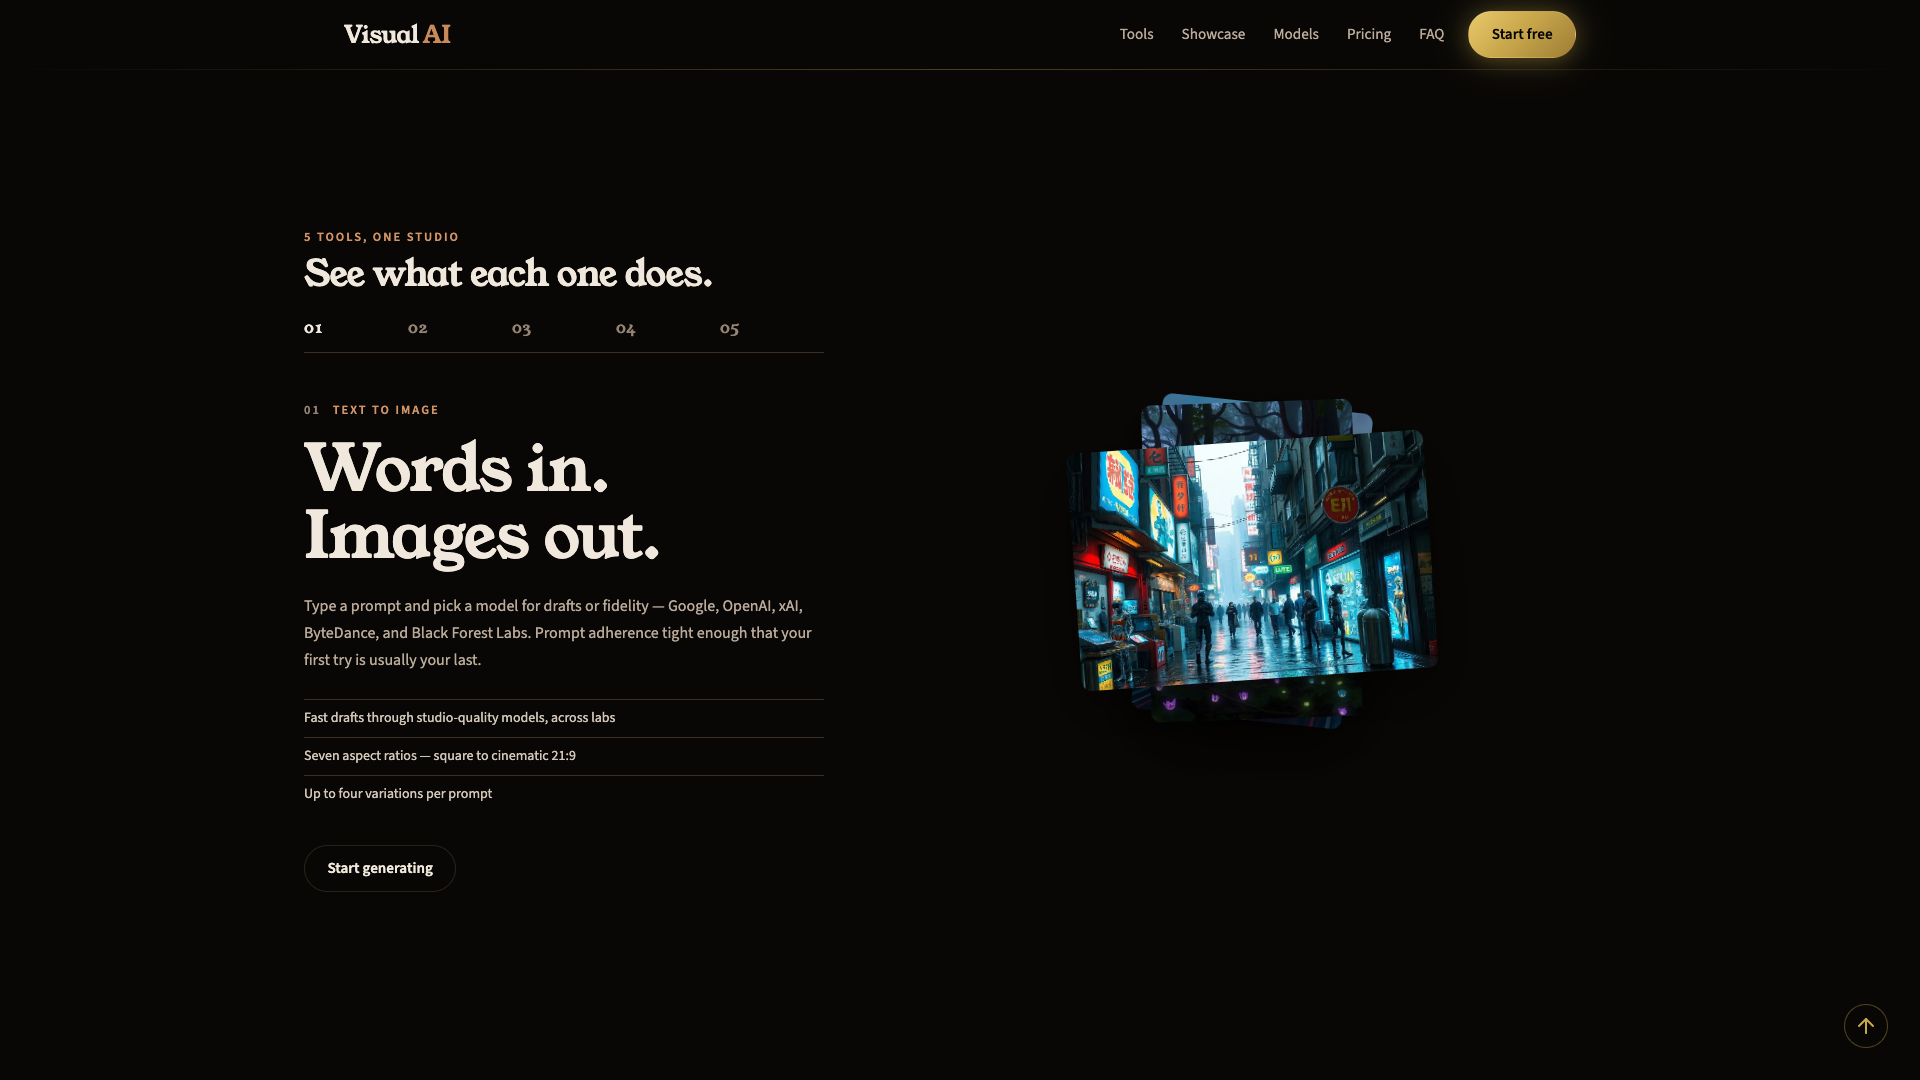 Visual AI
Tools
Showcase
Models
Pricing
FAQ
Start free
5 TOOLS, ONE STUDIO
See what each one does.
01
02
03
04
05
01 TEXT TO IMAGE
Words in.
Images out.
Type a prompt and pick a model for drafts or fidelity — Google, OpenAI, xAI,
ByteDance, and Black Forest Labs. Prompt adherence tight enough that your
first try is usually your last.
Fast drafts through studio-quality models, across labs
Seven aspect ratios — square to cinematic 21:9
Up to four variations per prompt
Start generating